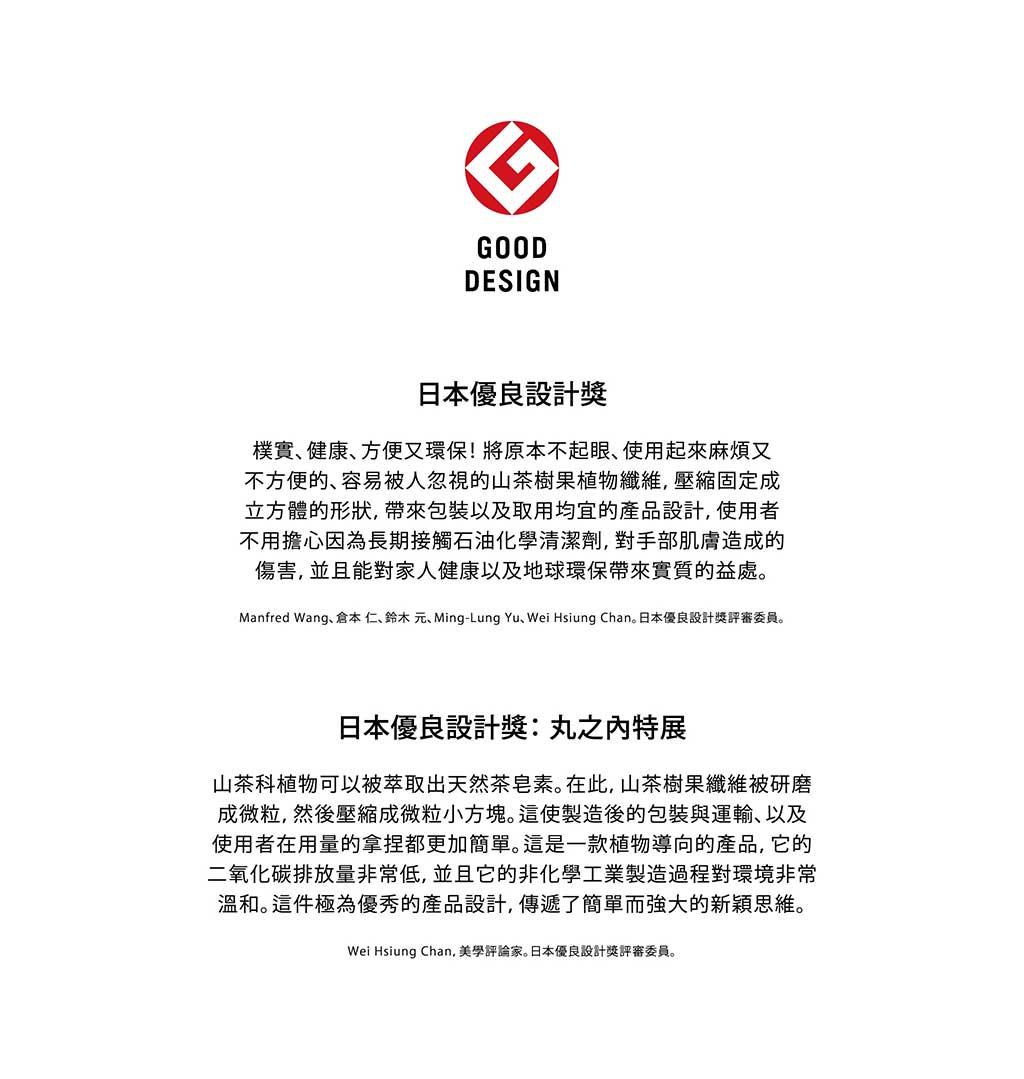 GOOD
DESIGN
日本優良設計獎
樸實、健康、方便又環保！將原本不起眼、使用起來麻煩又
不方便的、容易被人忽視的山茶樹果植物纖維，壓縮固定成
立方體的形狀，帶來包裝以及取用均宜的產品設計，使用者
不用擔心因為長期接觸石油化學清潔劑，對手部肌膚造成的
傷害，並且能對家人健康以及地球環保帶來實質的益處。
Manfred Wang、倉本 仁、鈴木 元、Ming-Lung Yu、Wei Hsiung Chan。日本優良設計獎評審委員。
日本優良設計獎：丸之內特展
山茶科植物可以被萃取出天然茶皂素。在此，山茶樹果纖維被研磨
成微粒，然後壓縮成微粒小方塊。這使製造後的包裝與運輸、以及
使用者在用量的拿捏都更加簡單。這是一款植物導向的產品，它的
二氧化碳排放量非常低，並且它的非化學工業製造過程對環境非常
溫和。這件極為優秀的產品設計，傳遞了簡單而強大的新穎思維。
Wei Hsiung Chan，美學評論家。日本優良設計獎評審委員。